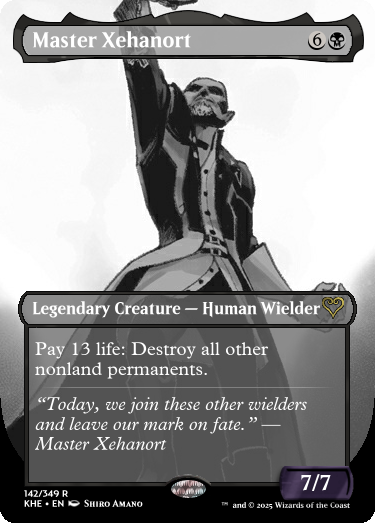 Master Xehanort 6
Legendary Creature — Human Wielder
Pay 13 life: Destroy all other
nonland permanents.
“Today, we join these other wielders
and leave our mark on fate.” —
Master Xehanort
7/7
142/349 R
KHE • EN Shiro Amano
™ and © 2025 Wizards of the Coast